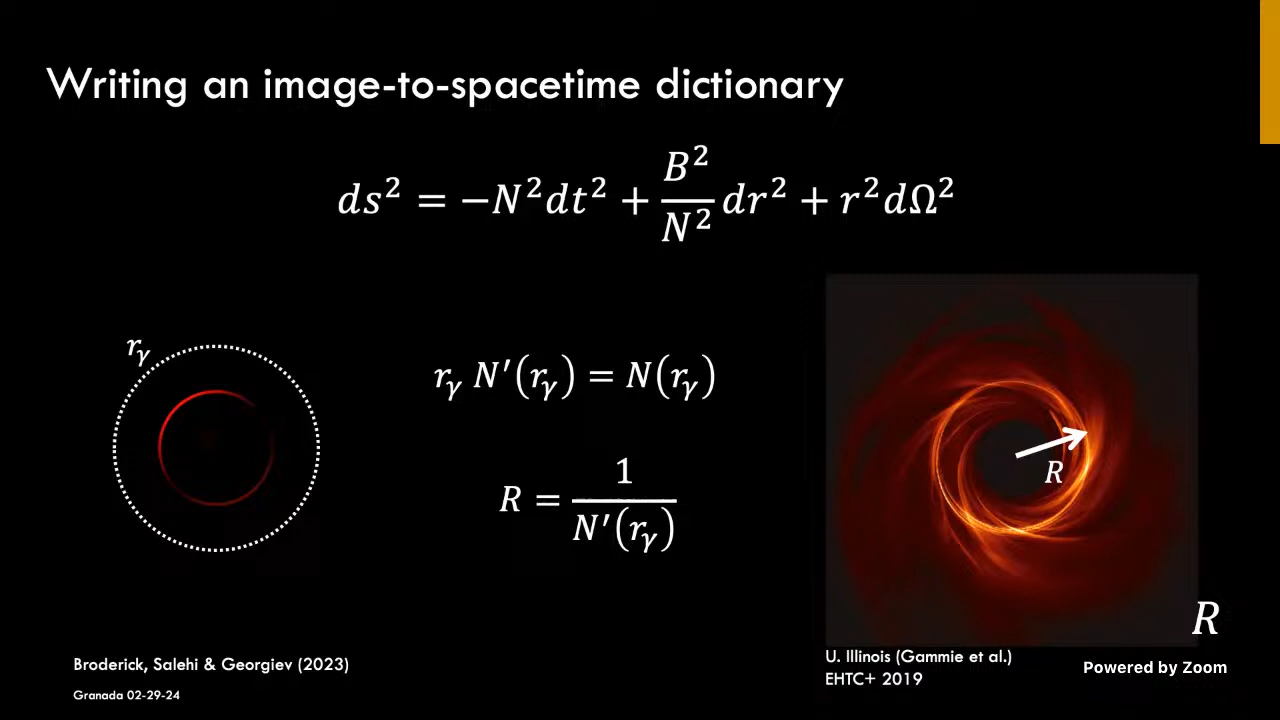 Writing an image-to-spacetime dictionary
ds² = −N²dt² + B²/N² dr² + r²dΩ²
r_γ
r_γ N′(r_γ) = N(r_γ)
R = 1/N′(r_γ)
R
R
Broderick, Salehi & Georgiev (2023)
Granada 02-29-24
U. Illinois (Gammie et al.)
EHTC+ 2019
Powered by Zoom